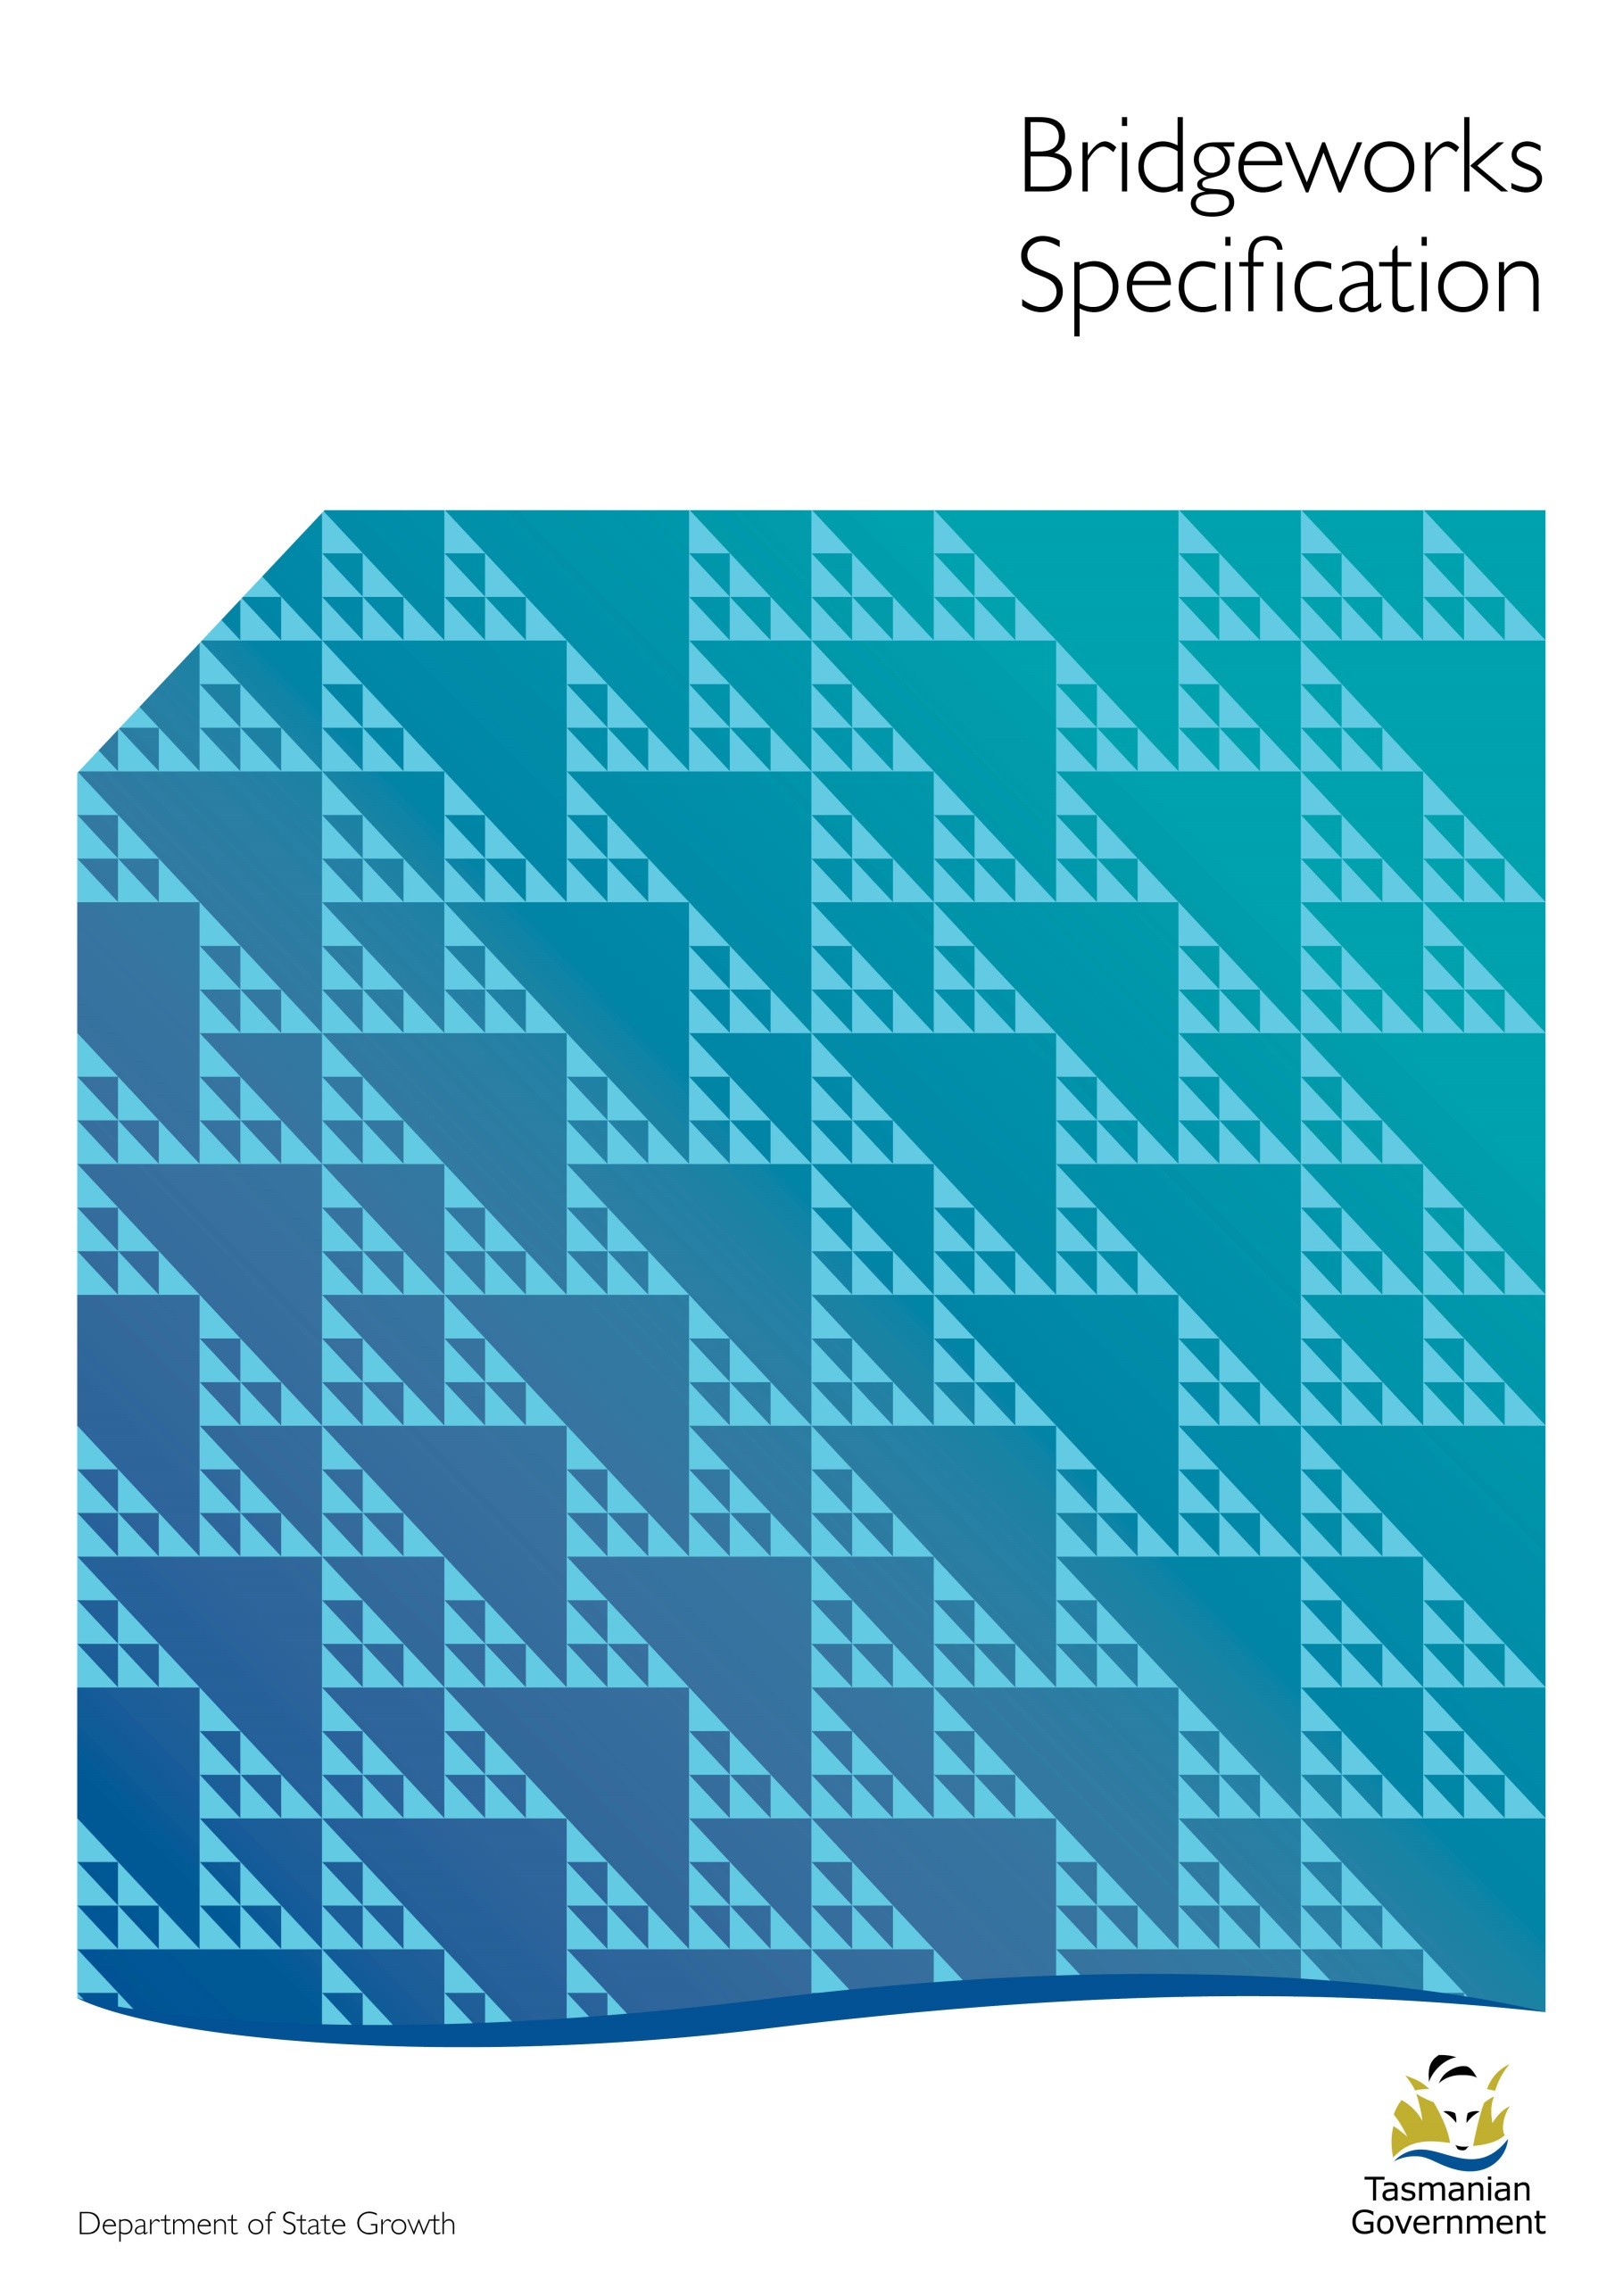 Bridgeworks
Specification
Department of State Growth
Tasmanian
Government